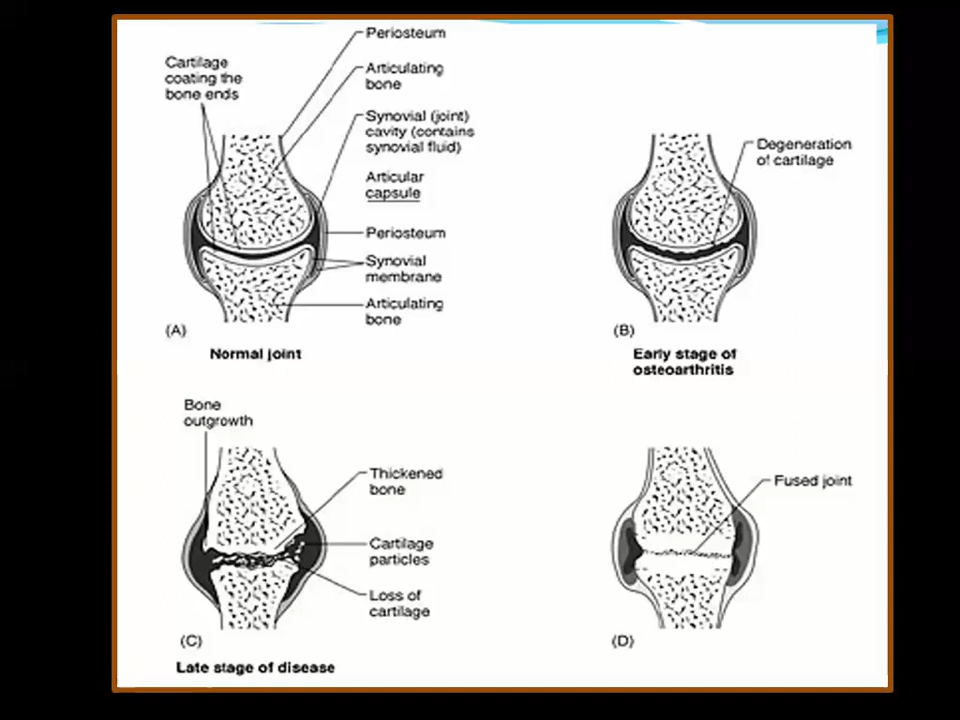 Periosteum
Cartilage
coating the
bone ends
Articulating
bone
Synovial (joint)
cavity (contains
synovial fluid)
Articular
capsule
Periosteum
Synovial
membrane
Articulating
bone
(A)
Normal joint
Degeneration
of cartilage
(B)
Early stage of
osteoarthritis
Bone
outgrowth
Thickened
bone
Cartilage
particles
Loss of
cartilage
(C)
Late stage of disease
Fused joint
(D)